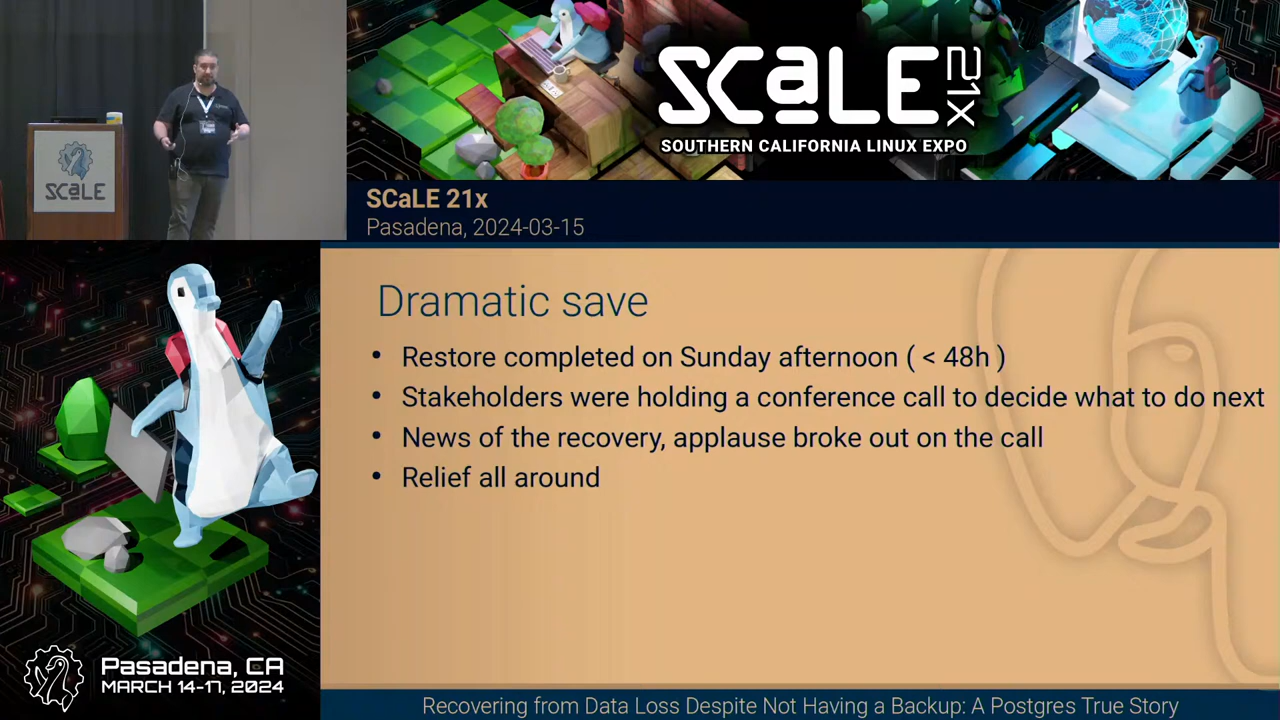 SCaLE
SCaLE 21x
SOUTHERN CALIFORNIA LINUX EXPO
SCaLE 21x
Pasadena, 2024-03-15
Dramatic save
• Restore completed on Sunday afternoon ( < 48h )
• Stakeholders were holding a conference call to decide what to do next
• News of the recovery, applause broke out on the call
• Relief all around
Pasadena, CA
MARCH 14-17, 2024
Recovering from Data Loss Despite Not Having a Backup: A Postgres True Story